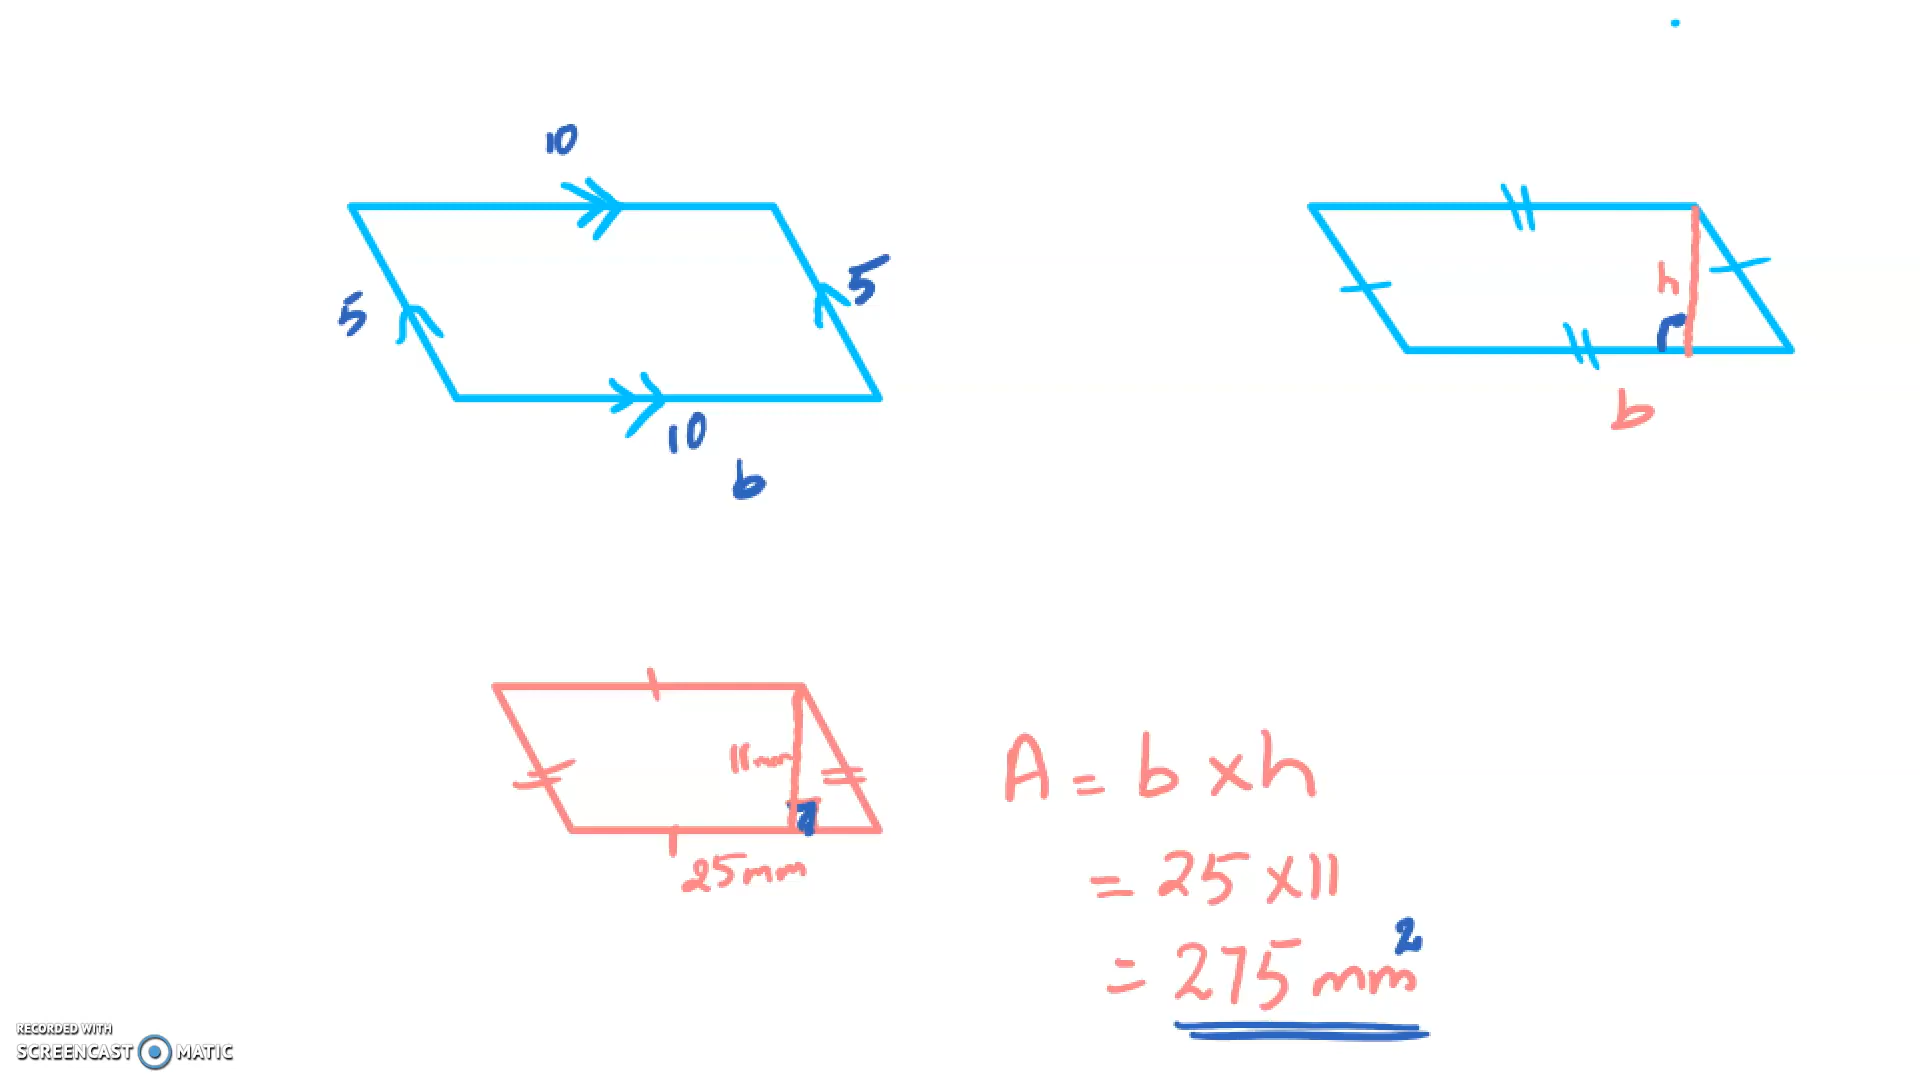 10
5
5
10
b
h
b
11mm
25mm
A = b × h
= 25 × 11
= 275 mm²
RECORDED WITH
SCREENCAST MATIC